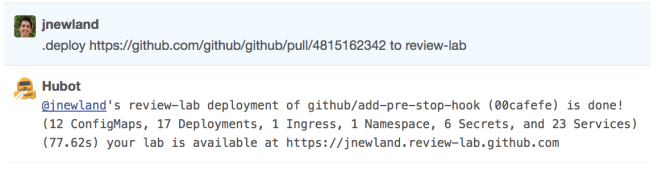 jnewland
.deploy https://github.com/github/github/pull/4815162342 to review-lab
Hubot
@jnewland's review-lab deployment of github/add-pre-stop-hook (00cafefe) is done!
(12 ConfigMaps, 17 Deployments, 1 Ingress, 1 Namespace, 6 Secrets, and 23 Services)
(77.62s) your lab is available at https://jnewland.review-lab.github.com